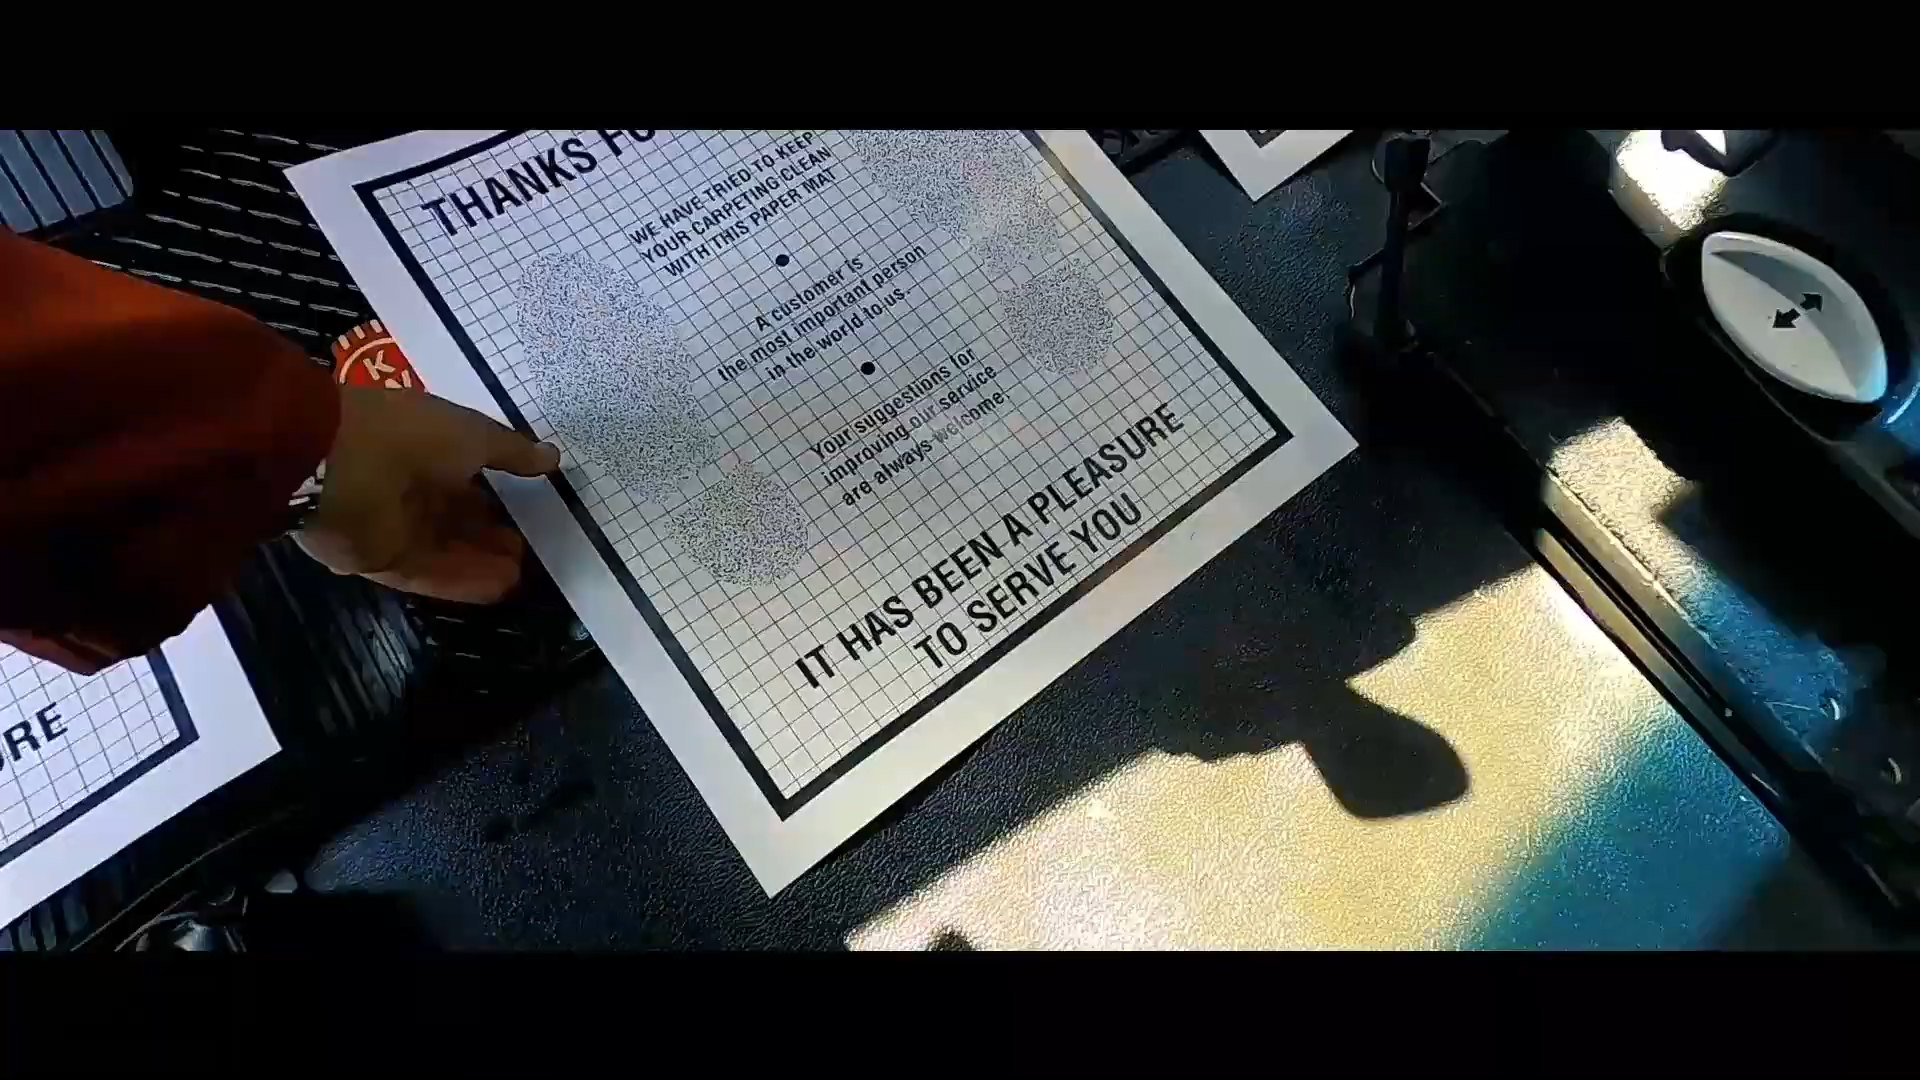 THANKS FO
WE HAVE TRIED TO KEEP
YOUR CARPETING CLEAN
WITH THIS PAPER MAT
A customer is
the most important person
in the world to us.
Your suggestions for
improving our service
are always welcome.
IT HAS BEEN A PLEASURE
TO SERVE YOU
URE
K
W